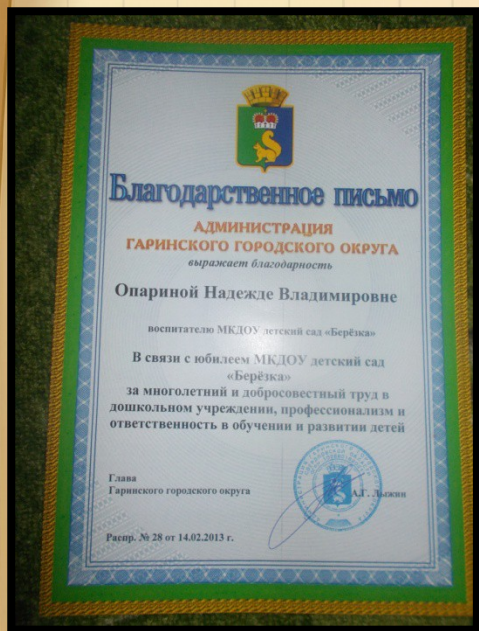 Благодарственное письмо
АДМИНИСТРАЦИЯ
ГАРИНСКОГО ГОРОДСКОГО ОКРУГА
выражает благодарность
Опариной Надежде Владимировне
воспитателю МКДОУ детский сад «Берёзка»
В связи с юбилеем МКДОУ детский сад
«Берёзка»
за многолетний и добросовестный труд в
дошкольном учреждении, профессионализм и
ответственность в обучении и развитии детей
Глава
Гаринского городского округа
А.Г. Лыжин
Распр. № 28 от 14.02.2013 г.